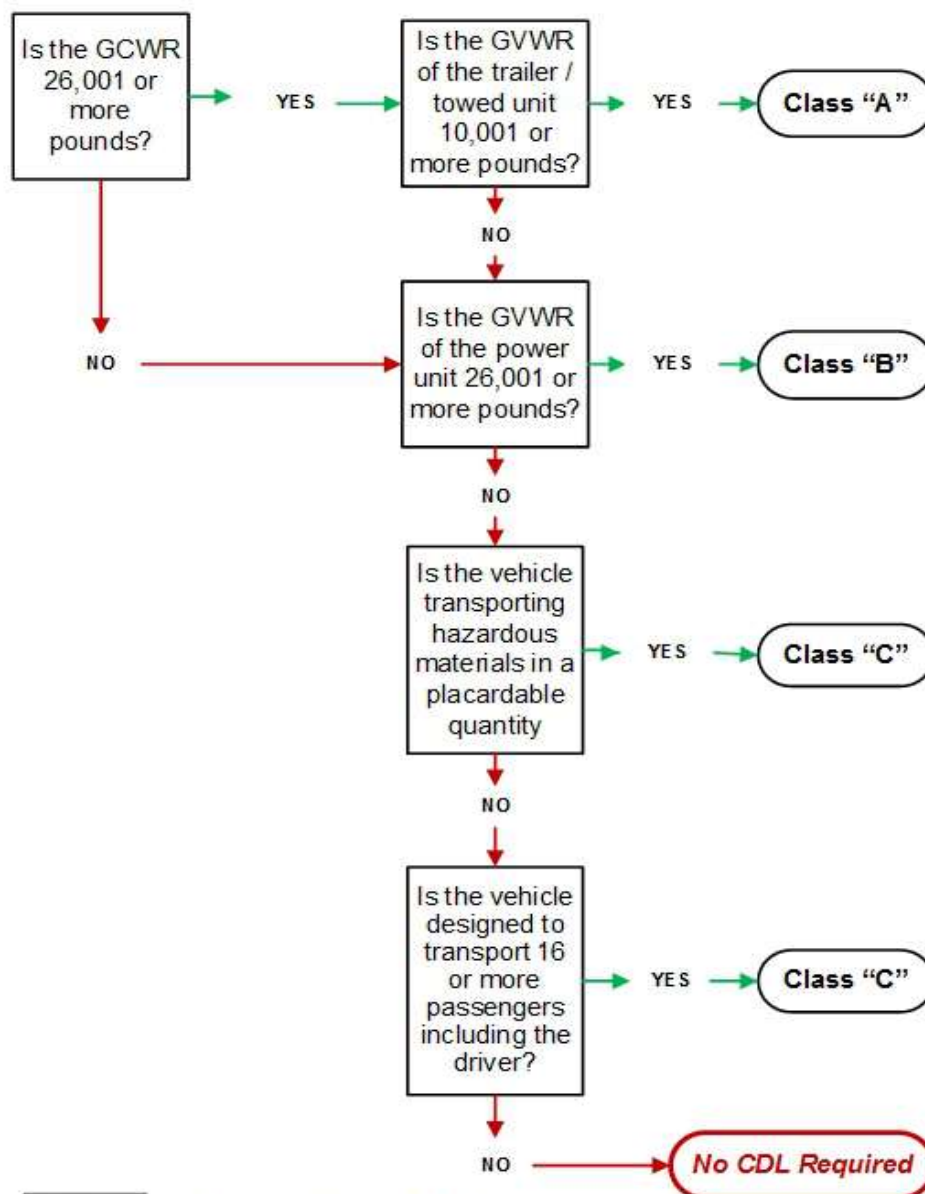 Is the GCWR
26,001 or
more
pounds?
YES
Is the GVWR
of the trailer /
towed unit
10,001 or
more pounds?
YES
Class “A”
NO
NO
Is the GVWR
of the power
unit 26,001 or
more pounds?
YES
Class “B”
NO
Is the vehicle
transporting
hazardous
materials in a
placardable
quantity
YES
Class “C”
NO
Is the vehicle
designed to
transport 16
or more
passengers
including the
driver?
YES
Class “C”
NO
No CDL Required